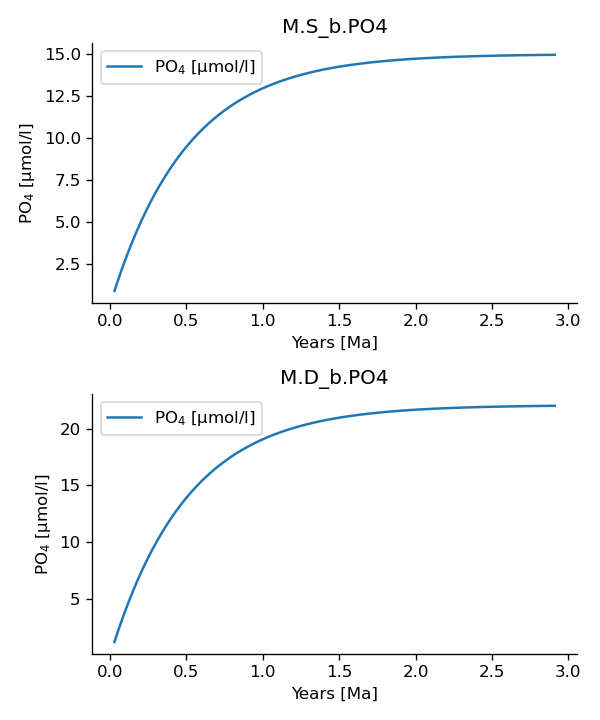 M.S_b.PO4
PO₄ [µmol/l]
PO₄ [µmol/l]
15.0
12.5
10.0
7.5
5.0
2.5
0.0 0.5 1.0 1.5 2.0 2.5 3.0
Years [Ma]
M.D_b.PO4
PO₄ [µmol/l]
PO₄ [µmol/l]
20
15
10
5
0.0 0.5 1.0 1.5 2.0 2.5 3.0
Years [Ma]